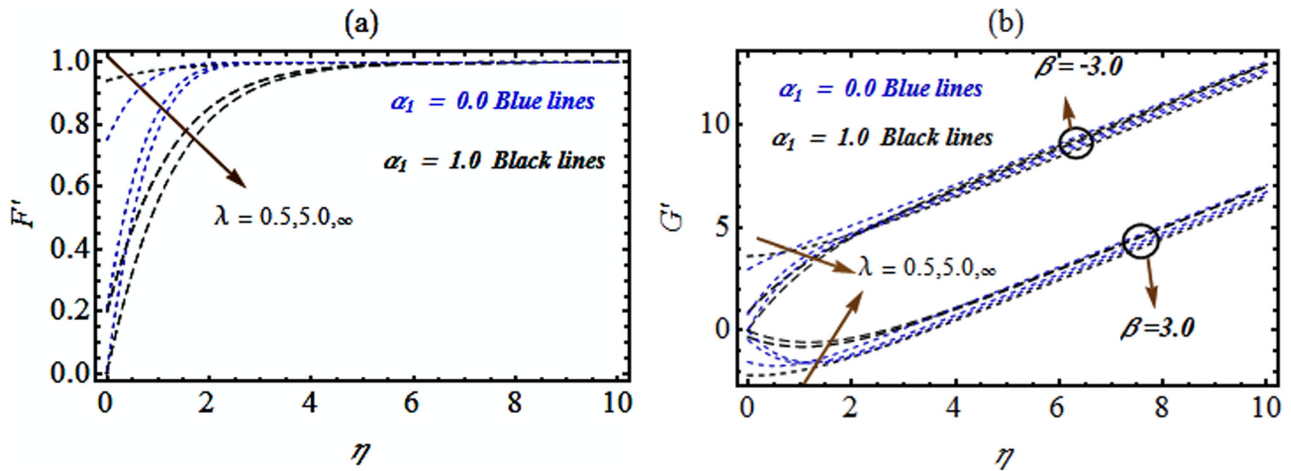 (a)
1.0
0.8
0.6
0.4
0.2
0.0
F'
α₁ = 0.0 Blue lines
α₁ = 1.0 Black lines
λ = 0.5,5.0,∞
0 2 4 6 8 10
η
(b)
10
5
0
G'
α₁ = 0.0 Blue lines
α₁ = 1.0 Black lines
β=-3.0
λ = 0.5,5.0,∞
β=3.0
0 2 4 6 8 10
η